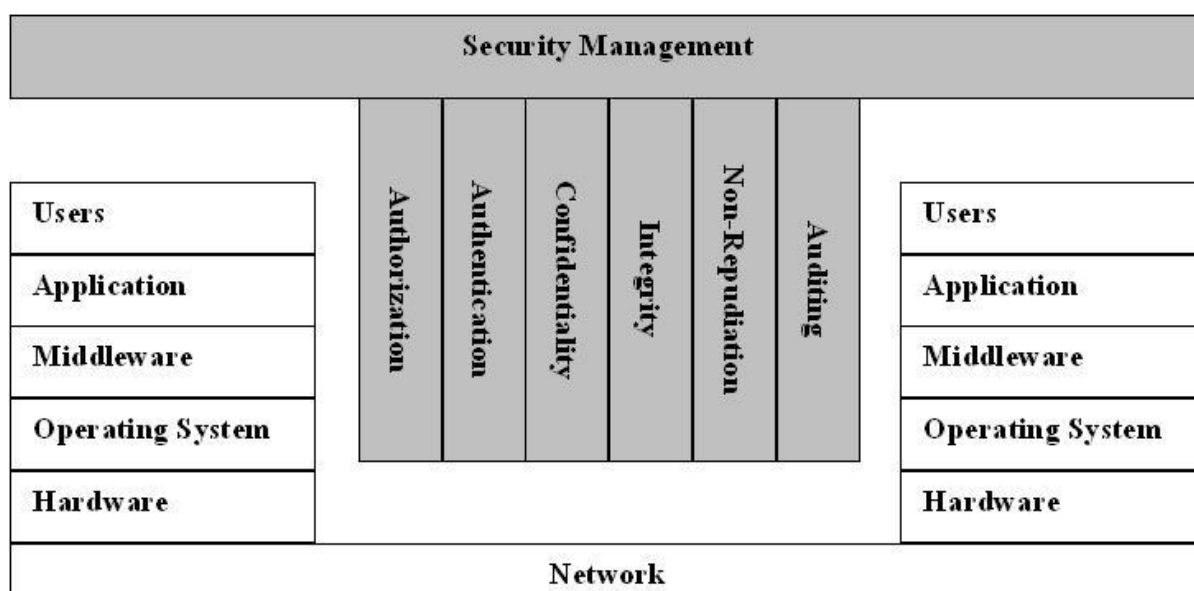 Security Management
Authorization
Authentication
Confidentiality
Integrity
Non-Repudiation
Auditing
Users
Application
Middleware
Operating System
Hardware
Users
Application
Middleware
Operating System
Hardware
Network